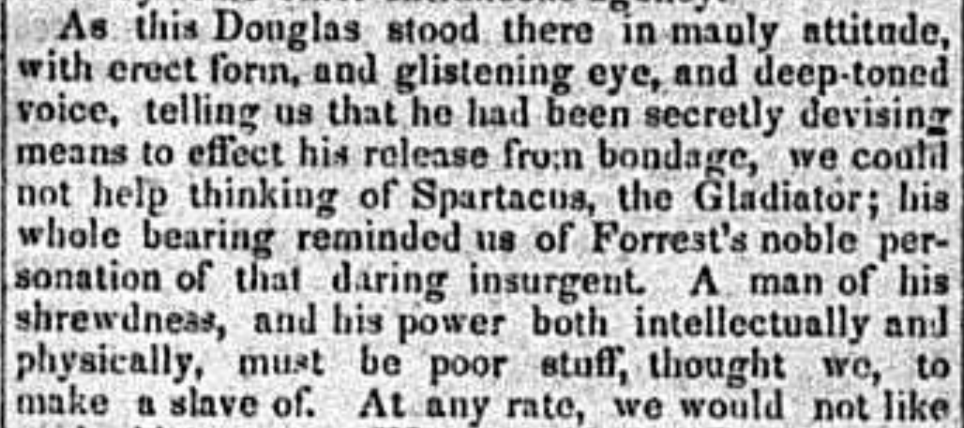 As this Douglas stood there in manly attitude,
with erect form, and glistening eye, and deep-toned
voice, telling us that he had been secretly devising
means to effect his release from bondage, we could
not help thinking of Spartacus, the Gladiator; his
whole bearing reminded us of Forrest's noble per-
sonation of that daring insurgent. A man of his
shrewdness, and his power both intellectually and
physically, must be poor stuff, thought we, to
make a slave of. At any rate, we would not like